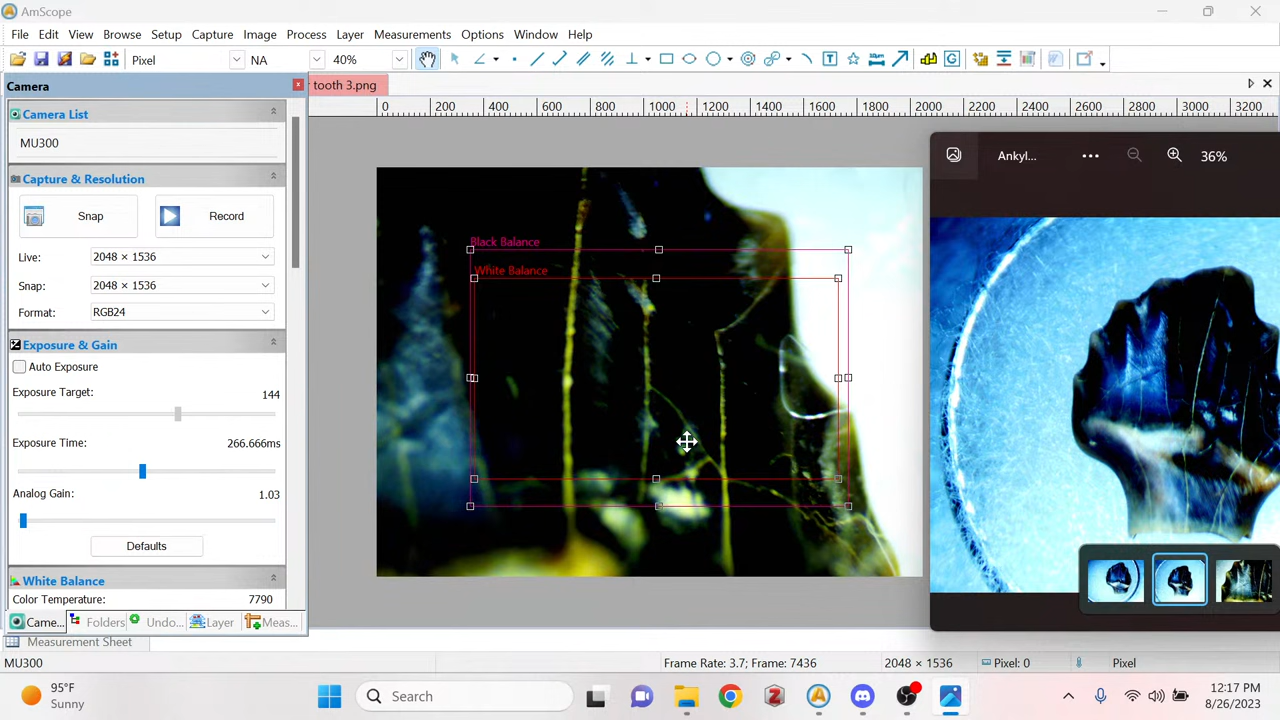 AmScope
File Edit View Browse Setup Capture Image Process Layer Measurements Options Window Help
Pixel NA 40%
Camera tooth 3.png
0 200 400 600 800 1000 1200 1400 1600 1800 2000 2200 2400 2600 2800 3000 3200
Camera List
MU300
Capture & Resolution
Snap Record
Live: 2048 × 1536
Snap: 2048 × 1536
Format: RGB24
Exposure & Gain
Auto Exposure
Exposure Target: 144
Exposure Time: 266.666ms
Analog Gain: 1.03
Defaults
White Balance
Color Temperature: 7790
Came... Folders Undo... Layer Meas...
Black Balance
White Balance
Ankyl... ••• 36%
Measurement Sheet
MU300 Frame Rate: 3.7; Frame: 7436 2048 × 1536 Pixel: 0 Pixel
95°F
Sunny
Search
12:17 PM
8/26/2023